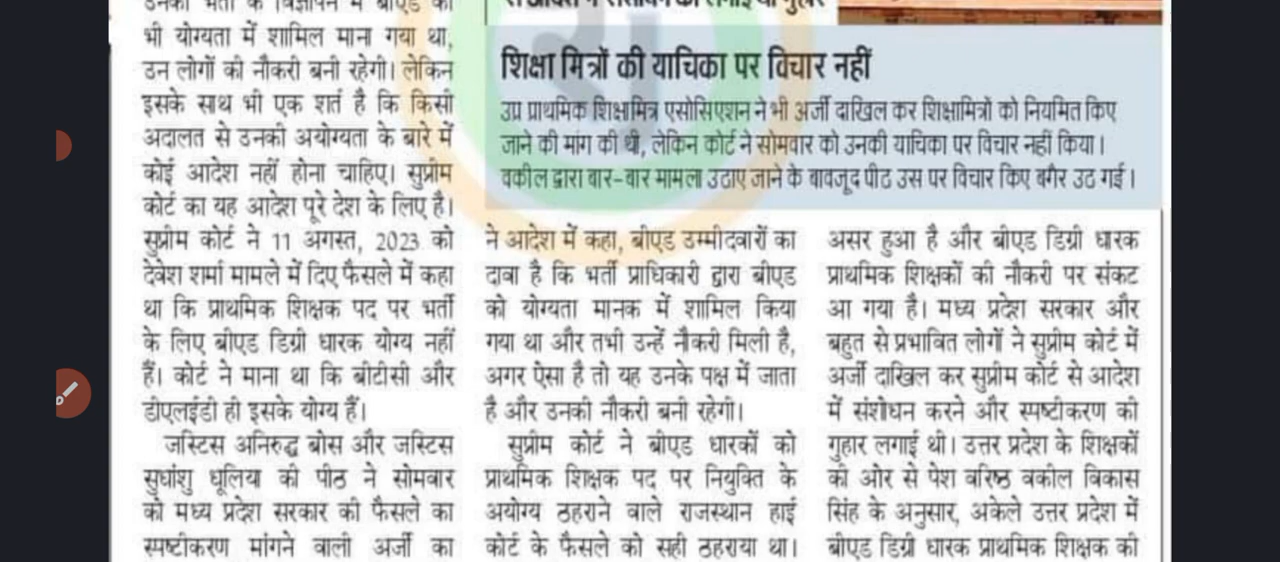 भी योग्यता में शामिल माना गया था,
उन लोगों की नौकरी बनी रहेगी। लेकिन
इसके साथ भी एक शर्त है कि किसी
अदालत से उनकी अयोग्यता के बारे में
कोई आदेश नहीं होना चाहिए। सुप्रीम
कोर्ट का यह आदेश पूरे देश के लिए है।
सुप्रीम कोर्ट ने 11 अगस्त, 2023 को
देवेश शर्मा मामले में दिए फैसले में कहा
था कि प्राथमिक शिक्षक पद पर भर्ती
के लिए बीएड डिग्री धारक योग्य नहीं
हैं। कोर्ट ने माना था कि बीटीसी और
डीएलईडी ही इसके योग्य हैं।
जस्टिस अनिरुद्ध बोस और जस्टिस
सुधांशु धूलिया की पीठ ने सोमवार
को मध्य प्रदेश सरकार की फैसले का
स्पष्टीकरण मांगने वाली अर्जी का
शिक्षा मित्रों की याचिका पर विचार नहीं
उप्र प्राथमिक शिक्षामित्र एसोसिएशन ने भी अर्जी दाखिल कर शिक्षामित्रों को नियमित किए
जाने की मांग की थी, लेकिन कोर्ट ने सोमवार को उनकी याचिका पर विचार नहीं किया।
वकील द्वारा बार-बार मामला उठाए जाने के बावजूद पीठ उस पर विचार किए बगैर उठ गई।
ने आदेश में कहा, बीएड उम्मीदवारों का
दावा है कि भर्ती प्राधिकारी द्वारा बीएड
को योग्यता मानक में शामिल किया
गया था और तभी उन्हें नौकरी मिली है,
अगर ऐसा है तो यह उनके पक्ष में जाता
है और उनकी नौकरी बनी रहेगी।
सुप्रीम कोर्ट ने बीएड धारकों को
प्राथमिक शिक्षक पद पर नियुक्ति के
अयोग्य ठहराने वाले राजस्थान हाई
कोर्ट के फैसले को सही ठहराया था।
असर हुआ है और बीएड डिग्री धारक
प्राथमिक शिक्षकों की नौकरी पर संकट
आ गया है। मध्य प्रदेश सरकार और
बहुत से प्रभावित लोगों ने सुप्रीम कोर्ट में
अर्जी दाखिल कर सुप्रीम कोर्ट से आदेश
में संशोधन करने और स्पष्टीकरण की
गुहार लगाई थी। उत्तर प्रदेश के शिक्षकों
की ओर से पेश वरिष्ठ वकील विकास
सिंह के अनुसार, अकेले उत्तर प्रदेश में
बीएड डिग्री धारक प्राथमिक शिक्षक की